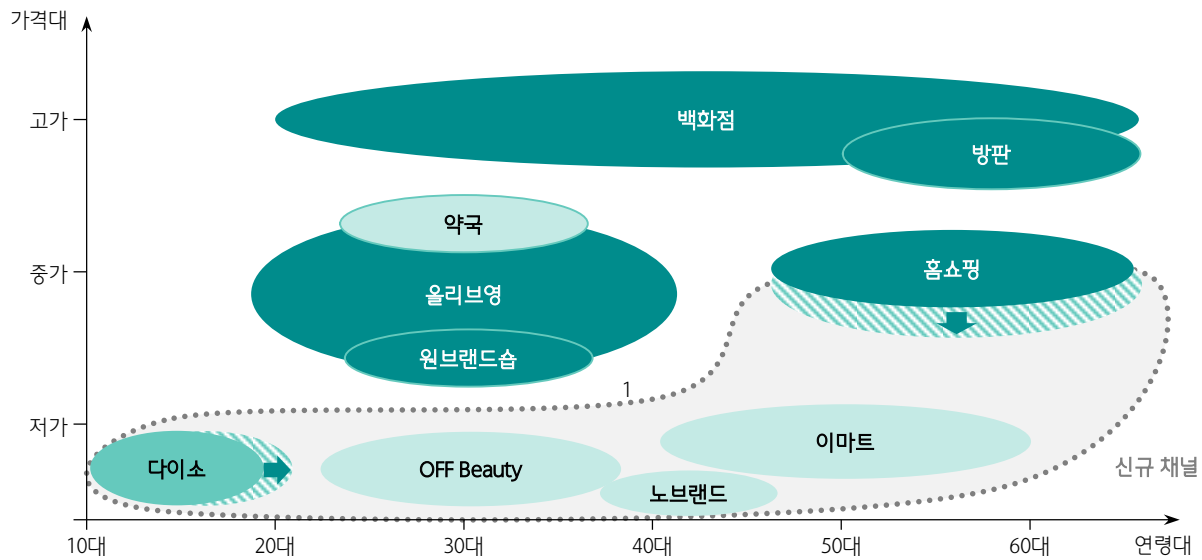 가격대
고가
백화점
방판
약국
중가
홈쇼핑
올리브영
원브랜드숍
1
저가
이마트
다이소
OFF Beauty
신규 채널
노브랜드
10대
20대
30대
40대
50대
60대
연령대